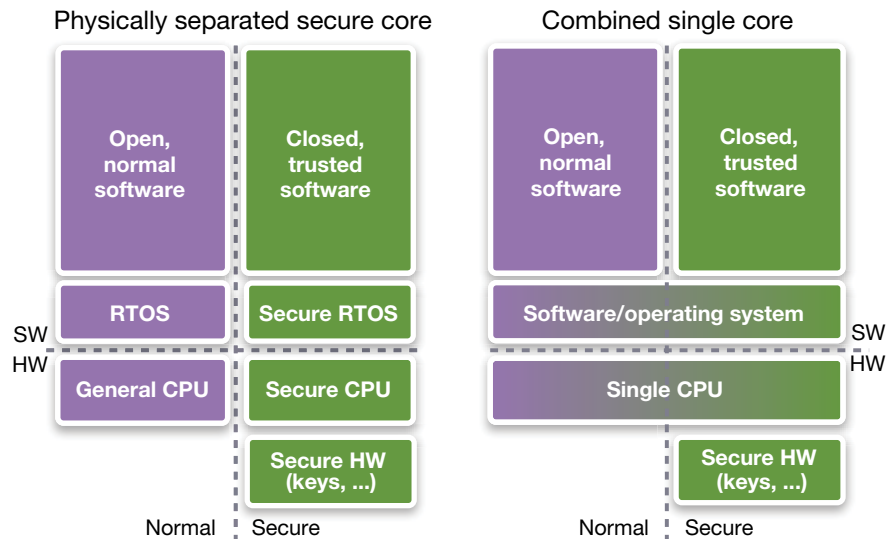 Physically separated secure core
Open,
normal
software
Closed,
trusted
software
RTOS
Secure RTOS
SW
HW
General CPU
Secure CPU
Secure HW
(keys, ...)
Normal
Secure
Combined single core
Open,
normal
software
Closed,
trusted
software
Software/operating system
SW
HW
Single CPU
Secure HW
(keys, ...)
Normal
Secure